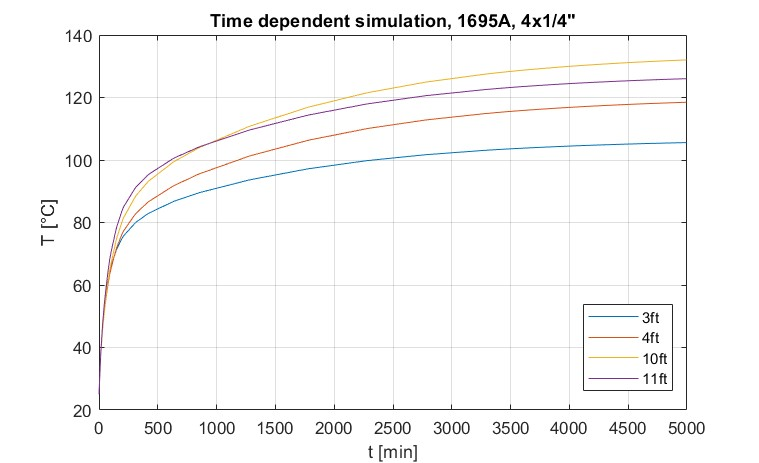 Time dependent simulation, 1695A, 4x1/4"
T [°C]
140
120
100
80
60
40
20
0 500 1000 1500 2000 2500 3000 3500 4000 4500 5000
t [min]
3ft
4ft
10ft
11ft